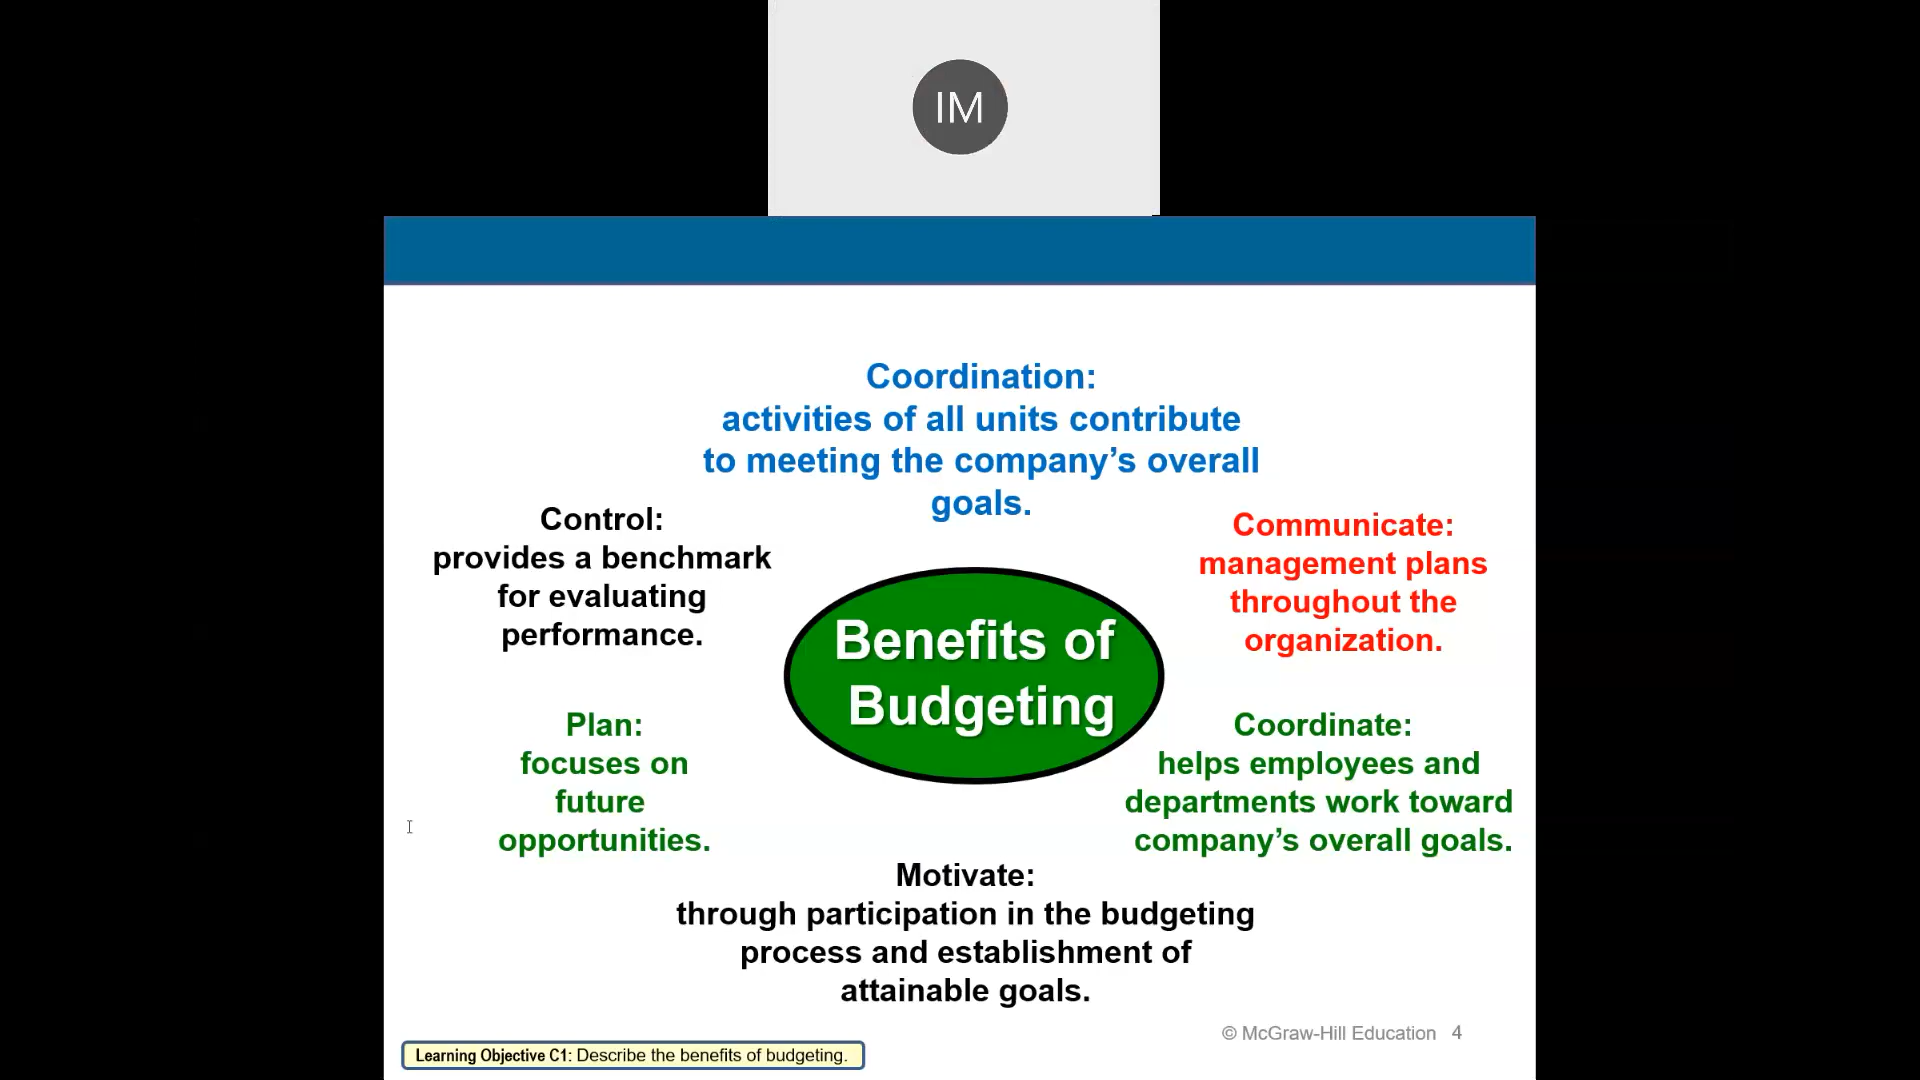 IM
Coordination:
activities of all units contribute
to meeting the company’s overall
goals.
Control:
provides a benchmark
for evaluating
performance.
Communicate:
management plans
throughout the
organization.
Benefits of
Budgeting
Plan:
focuses on
future
opportunities.
Coordinate:
helps employees and
departments work toward
company’s overall goals.
Motivate:
through participation in the budgeting
process and establishment of
attainable goals.
© McGraw-Hill Education 4
Learning Objective C1: Describe the benefits of budgeting.